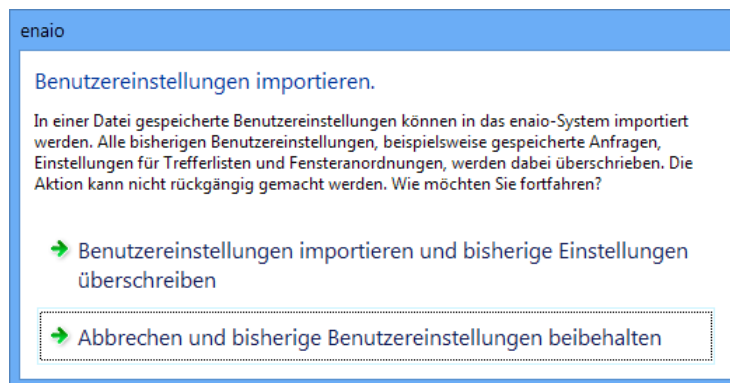 enaio
Benutzereinstellungen importieren.
In einer Datei gespeicherte Benutzereinstellungen können in das enaio-System importiert
werden. Alle bisherigen Benutzereinstellungen, beispielsweise gespeicherte Anfragen,
Einstellungen für Trefferlisten und Fensteranordnungen, werden dabei überschrieben. Die
Aktion kann nicht rückgängig gemacht werden. Wie möchten Sie fortfahren?
Benutzereinstellungen importieren und bisherige Einstellungen
überschreiben
Abbrechen und bisherige Benutzereinstellungen beibehalten